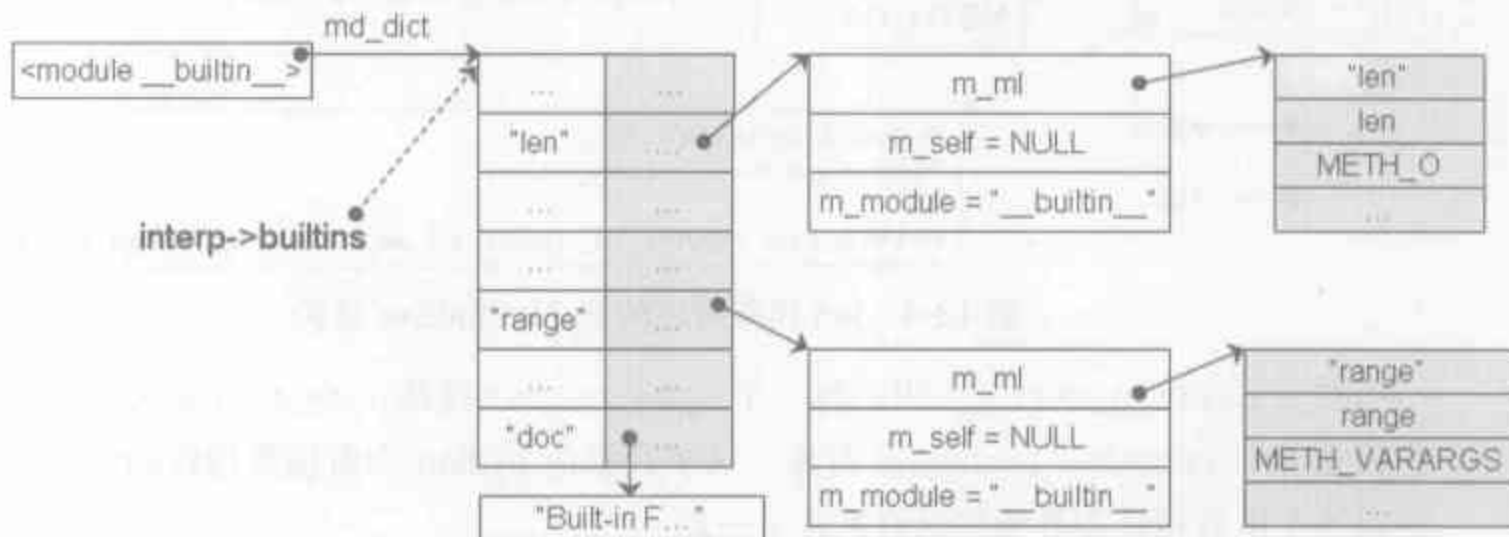 md_dict
<module __builtin__>
interp->builtins
... ...
"len" ....
... ...
... ...
"range" ....
... ...
"doc" ....
"Built-in F..."
m_ml
m_self = NULL
m_module = "__builtin__"
"len"
len
METH_O
...
m_ml
m_self = NULL
m_module = "__builtin__"
"range"
range
METH_VARARGS
...